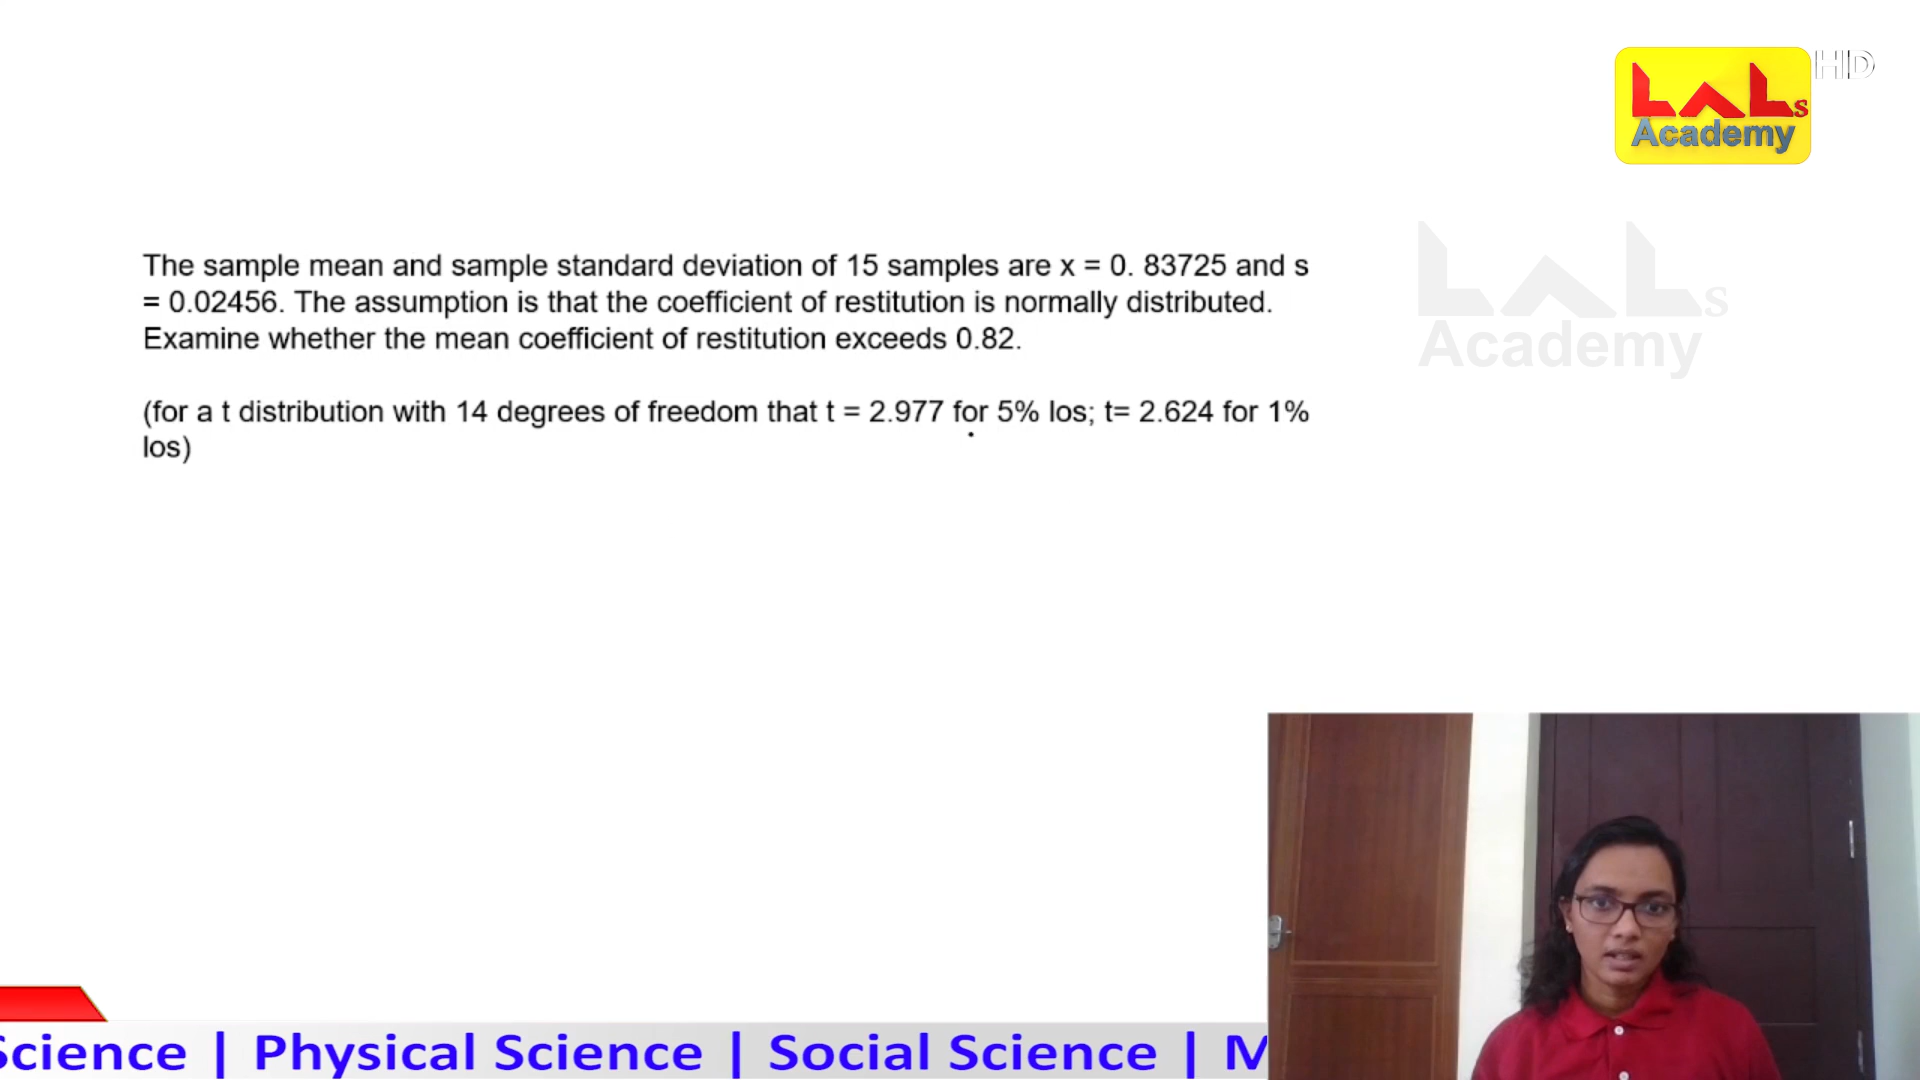 HD
LALs
Academy
LALs
Academy
The sample mean and sample standard deviation of 15 samples are x = 0. 83725 and s
= 0.02456. The assumption is that the coefficient of restitution is normally distributed.
Examine whether the mean coefficient of restitution exceeds 0.82.
(for a t distribution with 14 degrees of freedom that t = 2.977 for 5% los; t= 2.624 for 1%
los)
Science | Physical Science | Social Science | M